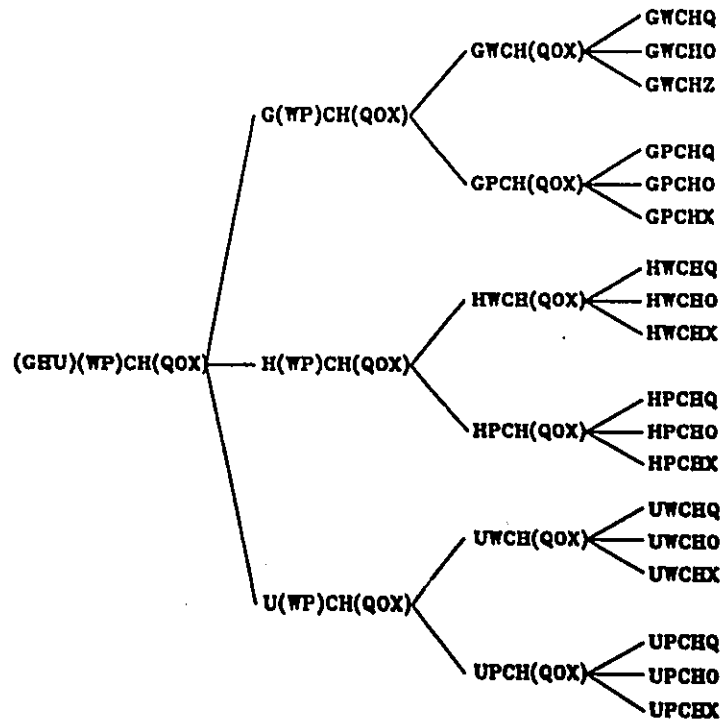 GWCHQ
GWCH(QOX) GWCHO
GWCHZ
G(WP)CH(QOX)
GPCHQ
GPCH(QOX) GPCHO
GPCHX
HWCHQ
HWCH(QOX) HWCHO
HWCHX
(GHU)(WP)CH(QOX) H(WP)CH(QOX)
HPCHQ
HPCH(QOX) HPCHO
HPCHX
UWCHQ
UWCH(QOX) UWCHO
UWCHX
U(WP)CH(QOX)
UPCHQ
UPCH(QOX) UPCHO
UPCHX